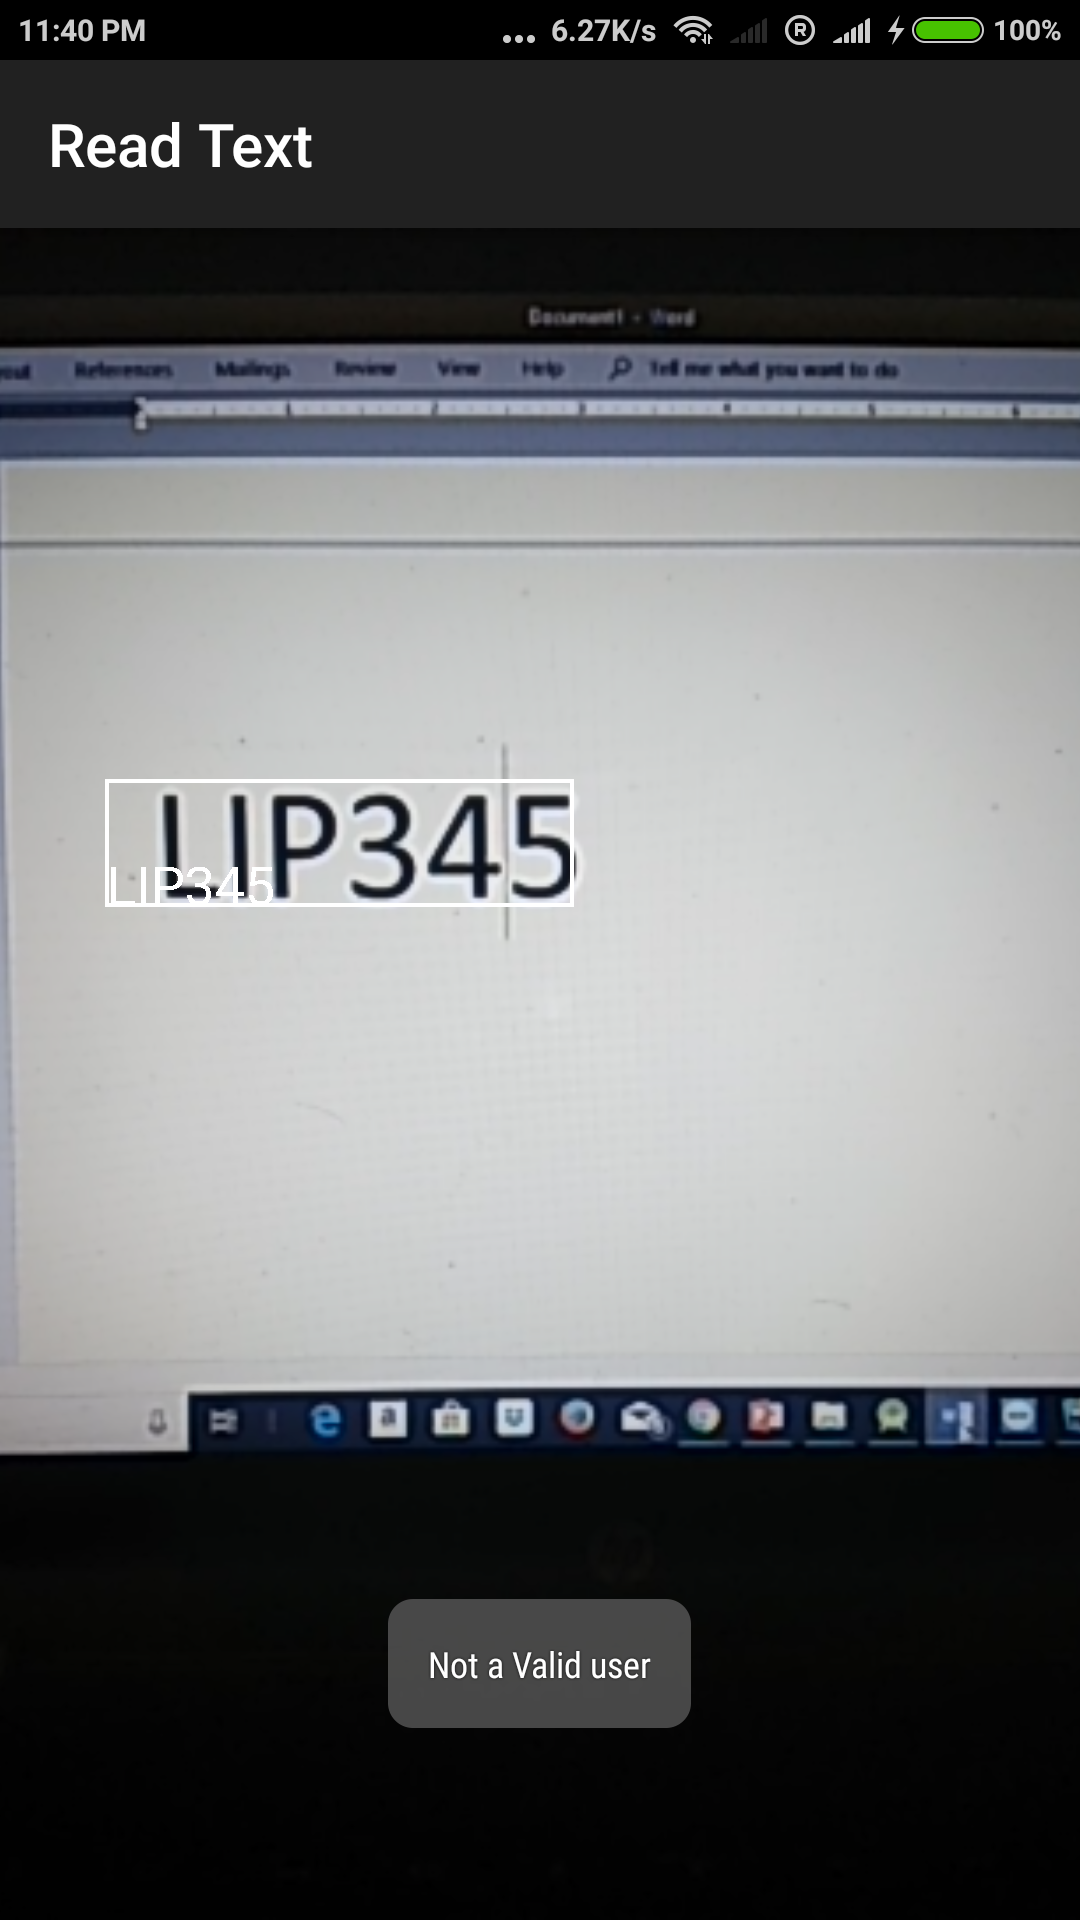 11:40 PM ... 6.27K/s R 100%
Read Text
Document1 - Word
References Mailings Review View Help Tell me what you want to do
LIP345
LIP345
a
Not a Valid user